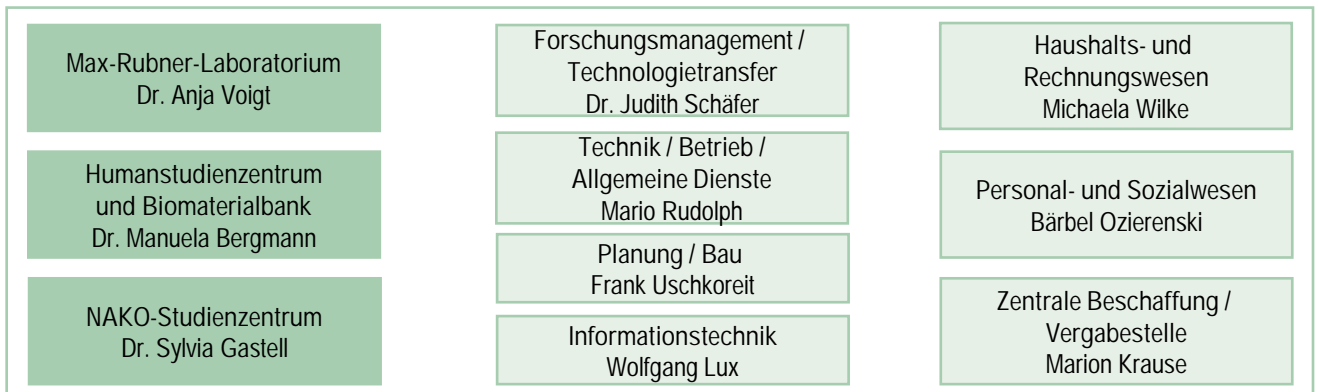 Max-Rubner-Laboratorium
Dr. Anja Voigt
Humanstudienzentrum
und Biomaterialbank
Dr. Manuela Bergmann
NAKO-Studienzentrum
Dr. Sylvia Gastell
Forschungsmanagement /
Technologietransfer
Dr. Judith Schäfer
Technik / Betrieb /
Allgemeine Dienste
Mario Rudolph
Planung / Bau
Frank Uschkoreit
Informationstechnik
Wolfgang Lux
Haushalts- und
Rechnungswesen
Michaela Wilke
Personal- und Sozialwesen
Bärbel Ozierenski
Zentrale Beschaffung /
Vergabestelle
Marion Krause